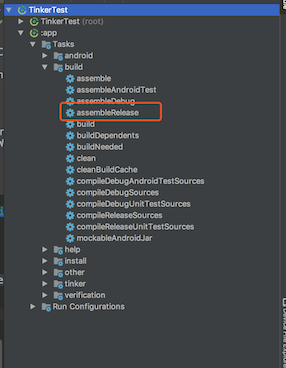 TinkerTest
TinkerTest (root)
:app
Tasks
android
build
assemble
assembleAndroidTest
assembleDebug
assembleRelease
build
buildDependents
buildNeeded
clean
cleanBuildCache
compileDebugAndroidTestSources
compileDebugSources
compileDebugUnitTestSources
compileReleaseSources
compileReleaseUnitTestSources
mockableAndroidJar
help
install
other
tinker
verification
Run Configurations